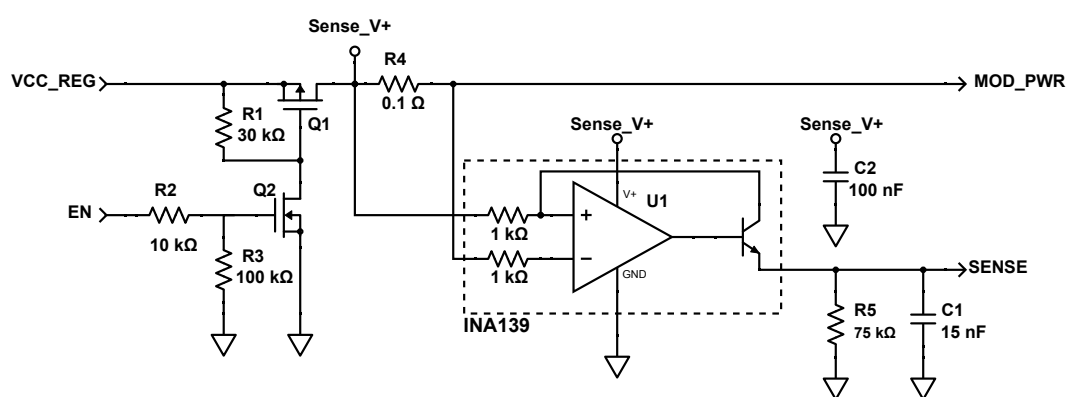 Sense_V+
R4
0.1 Ω
VCC_REG
MOD_PWR
R1
30 kΩ
Q1
Sense_V+
Sense_V+
C2
100 nF
R2
10 kΩ
EN
Q2
R3
100 kΩ
V+
U1
+
1 kΩ
−
1 kΩ
GND
INA139
SENSE
R5
75 kΩ
C1
15 nF